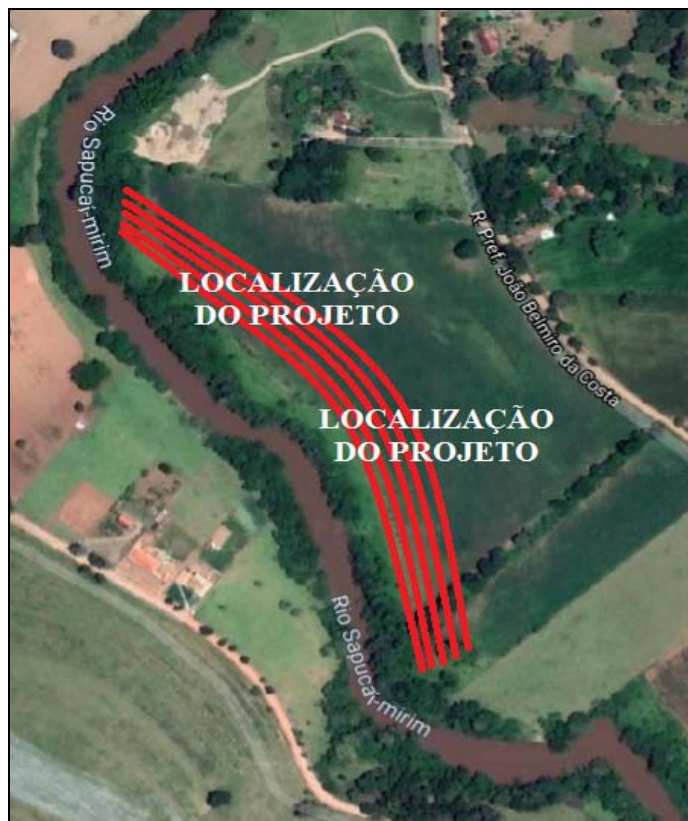 Rio Sapucaí-mirim
R. Pref. João Belmiro da Costa
LOCALIZAÇÃO
DO PROJETO
LOCALIZAÇÃO
DO PROJETO
Rio Sapucaí-mirim